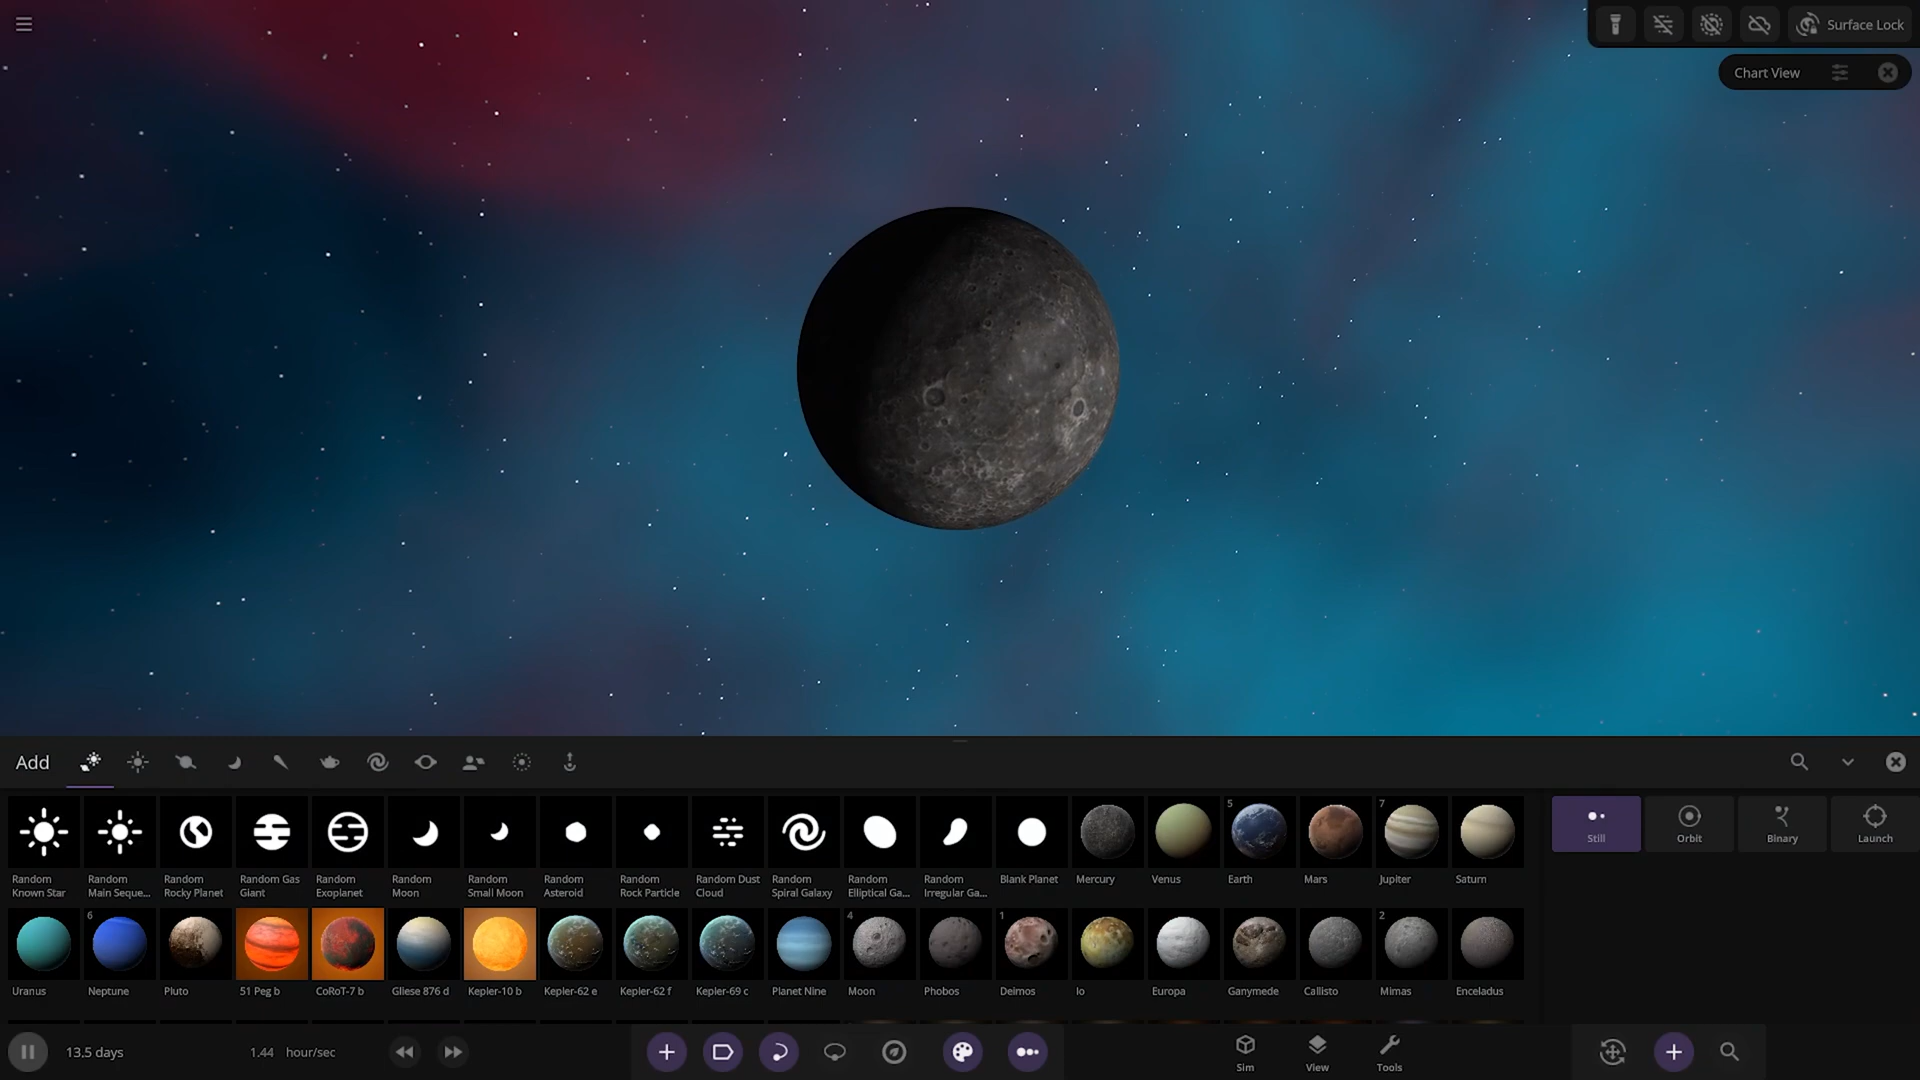 Surface Lock
Chart View
Add
Random
Known Star
Random
Main Seque...
Random
Rocky Planet
Random Gas
Giant
Random
Exoplanet
Random
Moon
Random
Small Moon
Random
Asteroid
Random
Rock Particle
Random Dust
Cloud
Random
Spiral Galaxy
Random
Elliptical Ga...
Random
Irregular Ga...
Blank Planet
Mercury
Venus
5
Earth
Mars
7
Jupiter
Saturn
Still
Orbit
Binary
Launch
Uranus
6
Neptune
Pluto
51 Peg b
CoRoT-7 b
Gliese 876 d
Kepler-10 b
Kepler-62 e
Kepler-62 f
Kepler-69 c
Planet Nine
4
Moon
Phobos
1
Deimos
Io
Europa
Ganymede
Callisto
2
Mimas
Enceladus
13.5 days
1.44 hour/sec
Sim
View
Tools